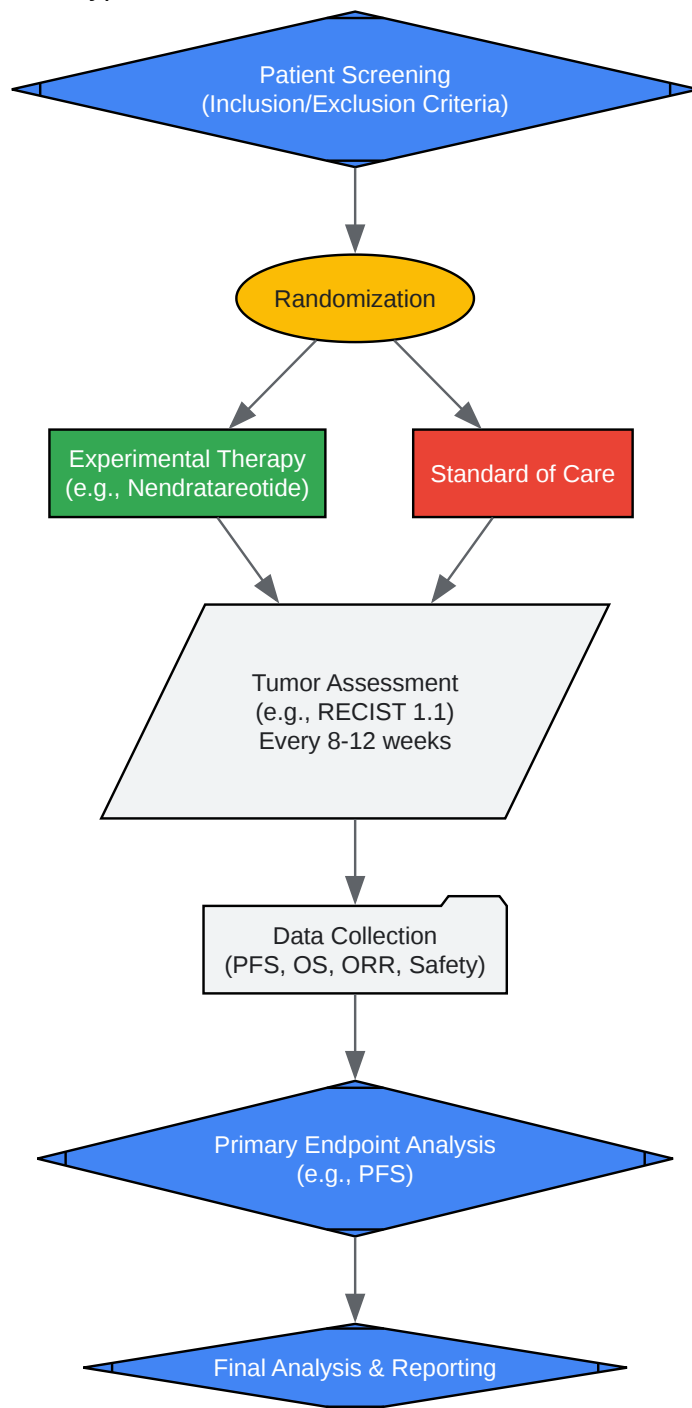 Patient Screening
(Inclusion/Exclusion Criteria)
Randomization
Experimental Therapy
(e.g., Nendratareotide)
Standard of Care
Tumor Assessment
(e.g., RECIST 1.1)
Every 8-12 weeks
Data Collection
(PFS, OS, ORR, Safety)
Primary Endpoint Analysis
(e.g., PFS)
Final Analysis & Reporting